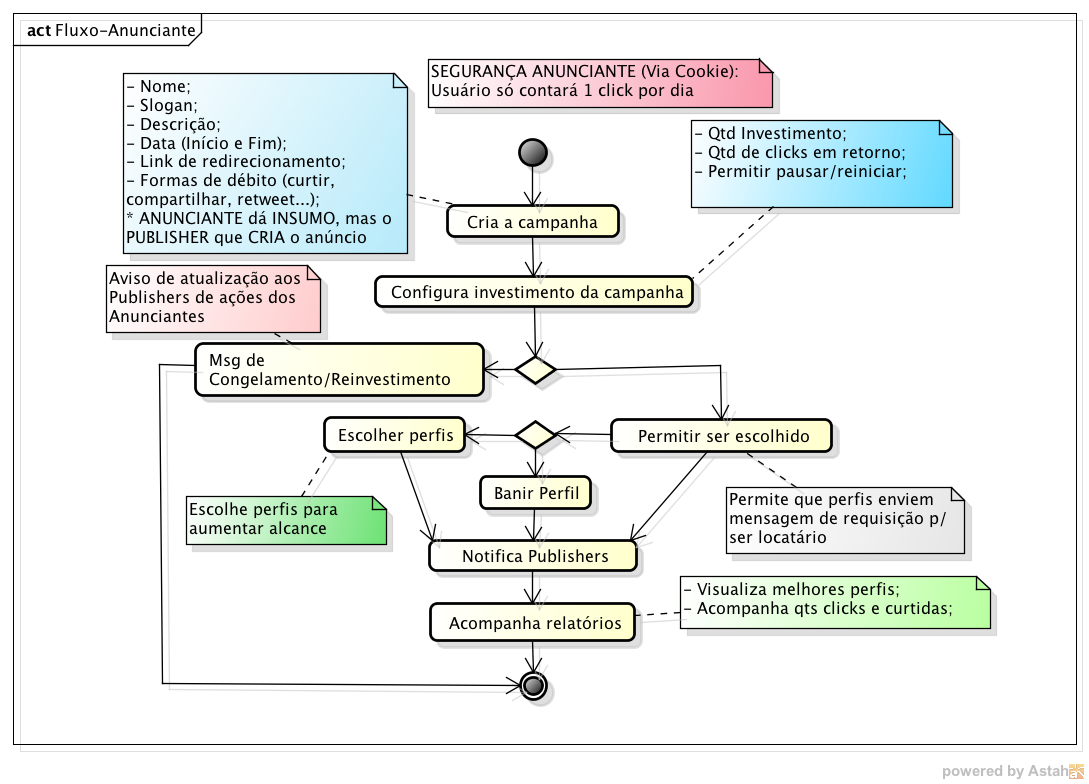 act Fluxo-Anunciante
SEGURANÇA ANUNCIANTE (Via Cookie):
Usuário só contará 1 click por dia
- Nome;
- Slogan;
- Descrição;
- Data (Início e Fim);
- Link de redirecionamento;
- Formas de débito (curtir,
compartilhar, retweet...);
* ANUNCIANTE dá INSUMO, mas o
PUBLISHER que CRIA o anúncio
- Qtd Investimento;
- Qtd de clicks em retorno;
- Permitir pausar/reiniciar;
Cria a campanha
Configura investimento da campanha
Aviso de atualização aos
Publishers de ações dos
Anunciantes
Msg de
Congelamento/Reinvestimento
Escolher perfis
Permitir ser escolhido
Banir Perfil
Escolhe perfis para
aumentar alcance
Permite que perfis enviem
mensagem de requisição p/
ser locatário
Notifica Publishers
- Visualiza melhores perfis;
- Acompanha qts clicks e curtidas;
Acompanha relatórios
powered by Astah